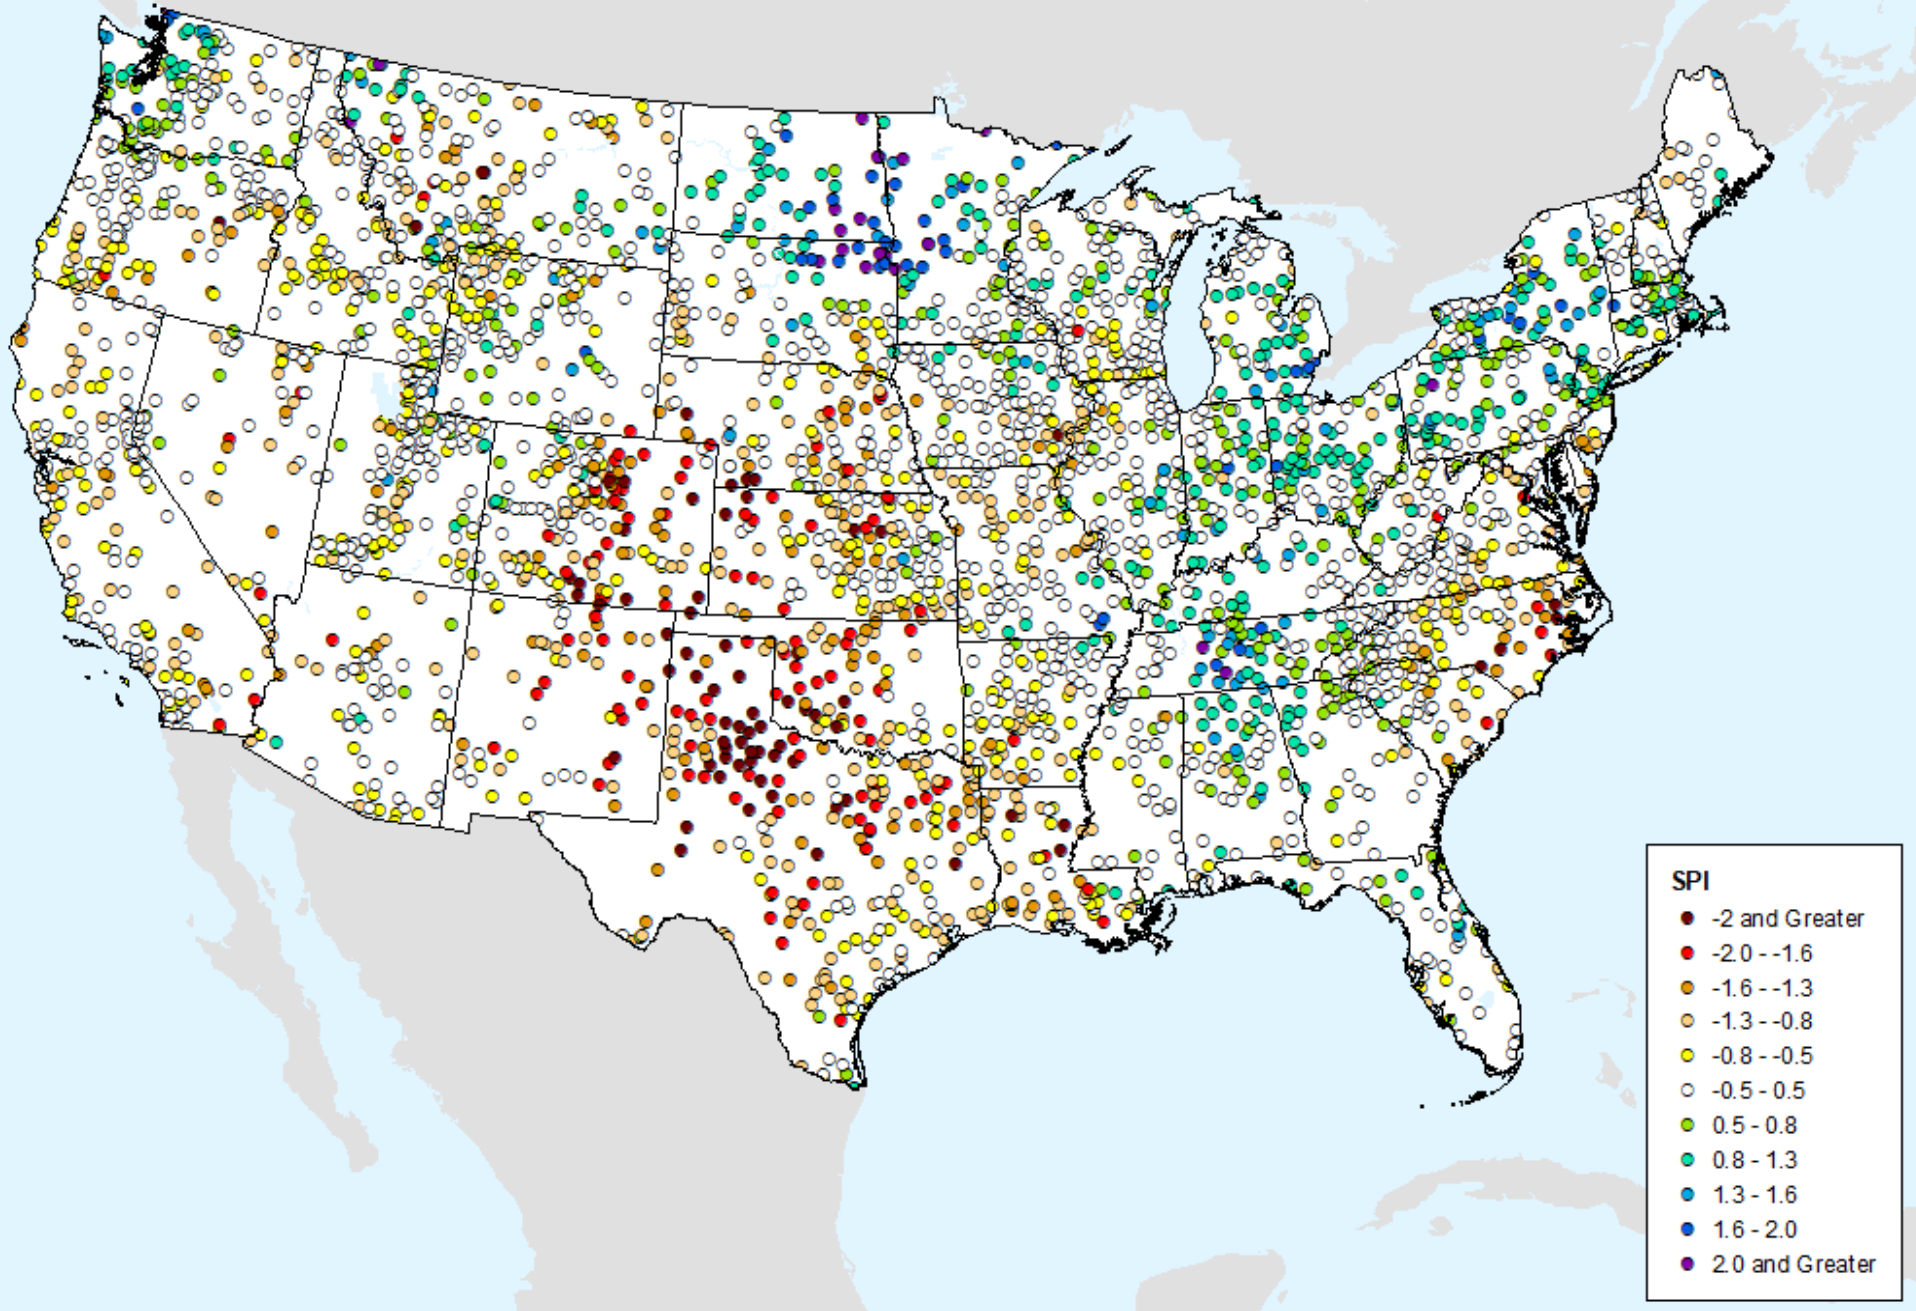 SPI
-2 and Greater
-2.0 - -1.6
-1.6 - -1.3
-1.3 - -0.8
-0.8 - -0.5
-0.5 - 0.5
0.5 - 0.8
0.8 - 1.3
1.3 - 1.6
1.6 - 2.0
2.0 and Greater